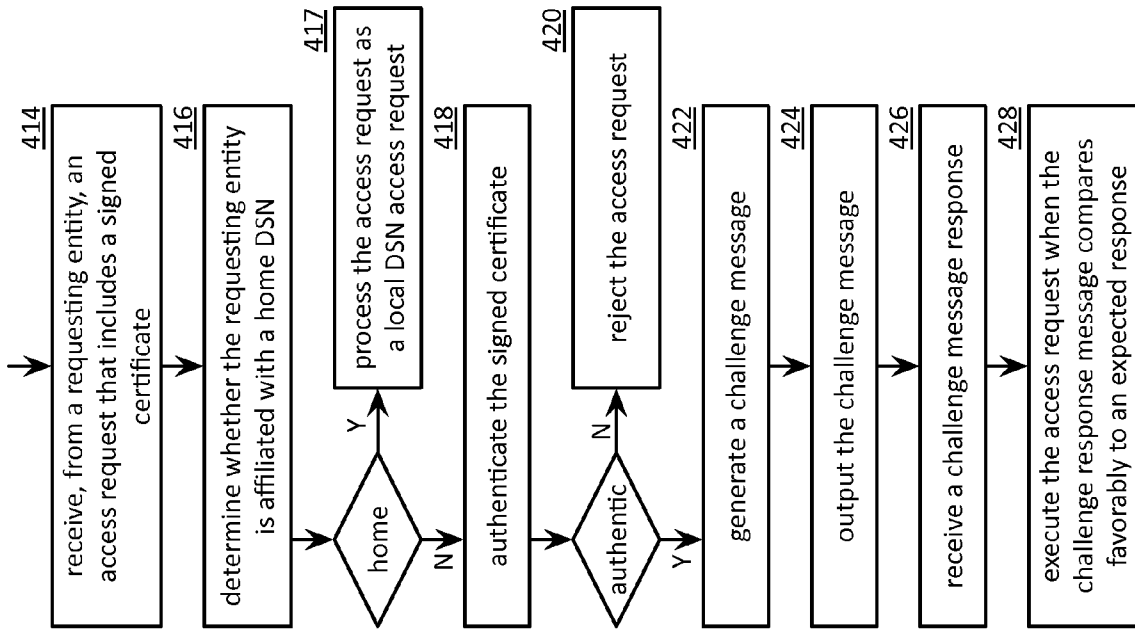 414
receive, from a requesting entity, an
access request that includes a signed
certificate
416
determine whether the requesting entity
is affiliated with a home DSN
home
Y
N
417
process the access request as
a local DSN access request
418
authenticate the signed certificate
authentic
N
Y
420
reject the access request
422
generate a challenge message
424
output the challenge message
426
receive a challenge message response
428
execute the access request when the
challenge response message compares
favorably to an expected response